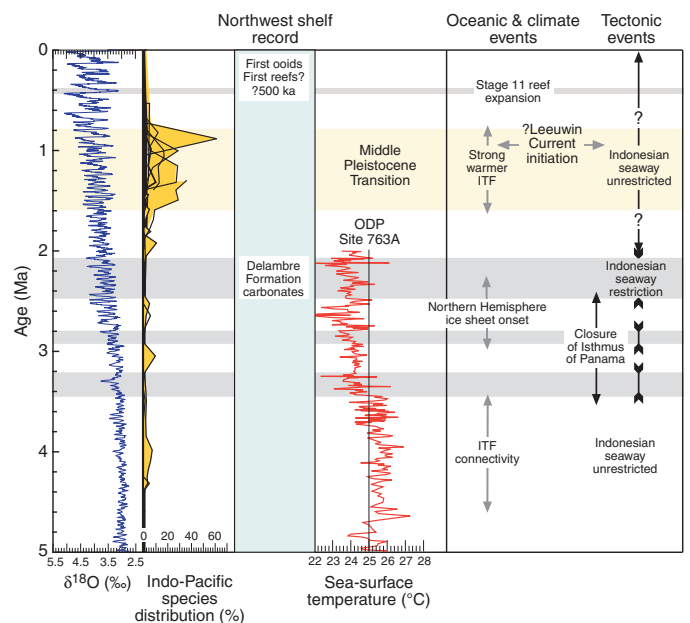 Northwest shelf
record
Oceanic & climate
events
Tectonic
events
0
1
2
3
4
5
Age (Ma)
First ooids
First reefs?
?500 ka
Stage 11 reef
expansion
?
?Leeuwin
Current
initiation
Middle
Pleistocene
Transition
Strong
warmer
ITF
Indonesian
seaway
unrestricted
?
ODP
Site 763A
Delambre
Formation
carbonates
Indonesian
seaway
restriction
Northern Hemisphere
ice sheet onset
Closure
of Isthmus
of Panama
ITF
connectivity
Indonesian
seaway
unrestricted
0 20 40 60
5.5 4.5 3.5 2.5
22 23 24 25 26 27 28
δ18O (‰)
Indo-Pacific
species
distribution (%)
Sea-surface
temperature (°C)